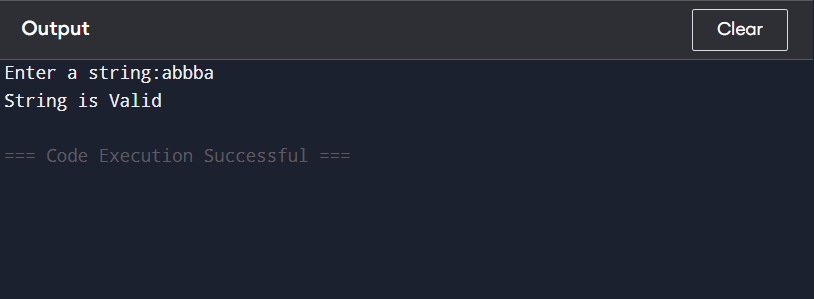 Output
Clear
Enter a string:abbba
String is Valid
=== Code Execution Successful ===